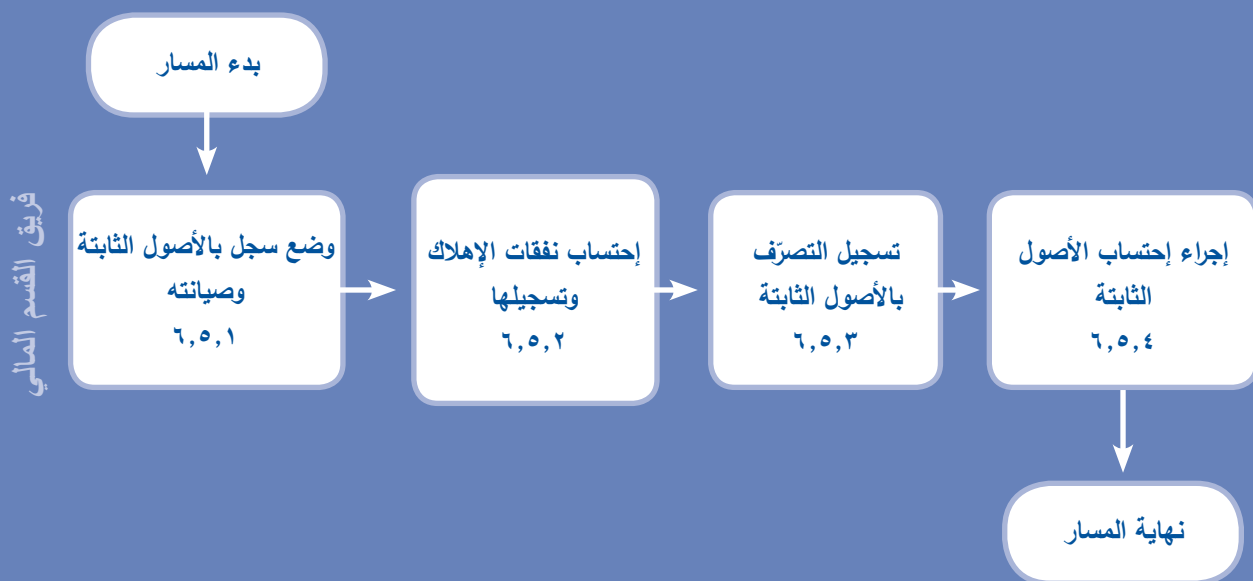 بدء المسار
فريق القسم المالي
وضع سجل بالأصول الثابتة
وصيانته
٦,٥,١
إحتساب نفقات الإهلاك
وتسجيلها
٦,٥,٢
تسجيل التصرّف
بالأصول الثابتة
٦,٥,٣
إجراء إحتساب الأصول
الثابتة
٦,٥,٤
نهاية المسار